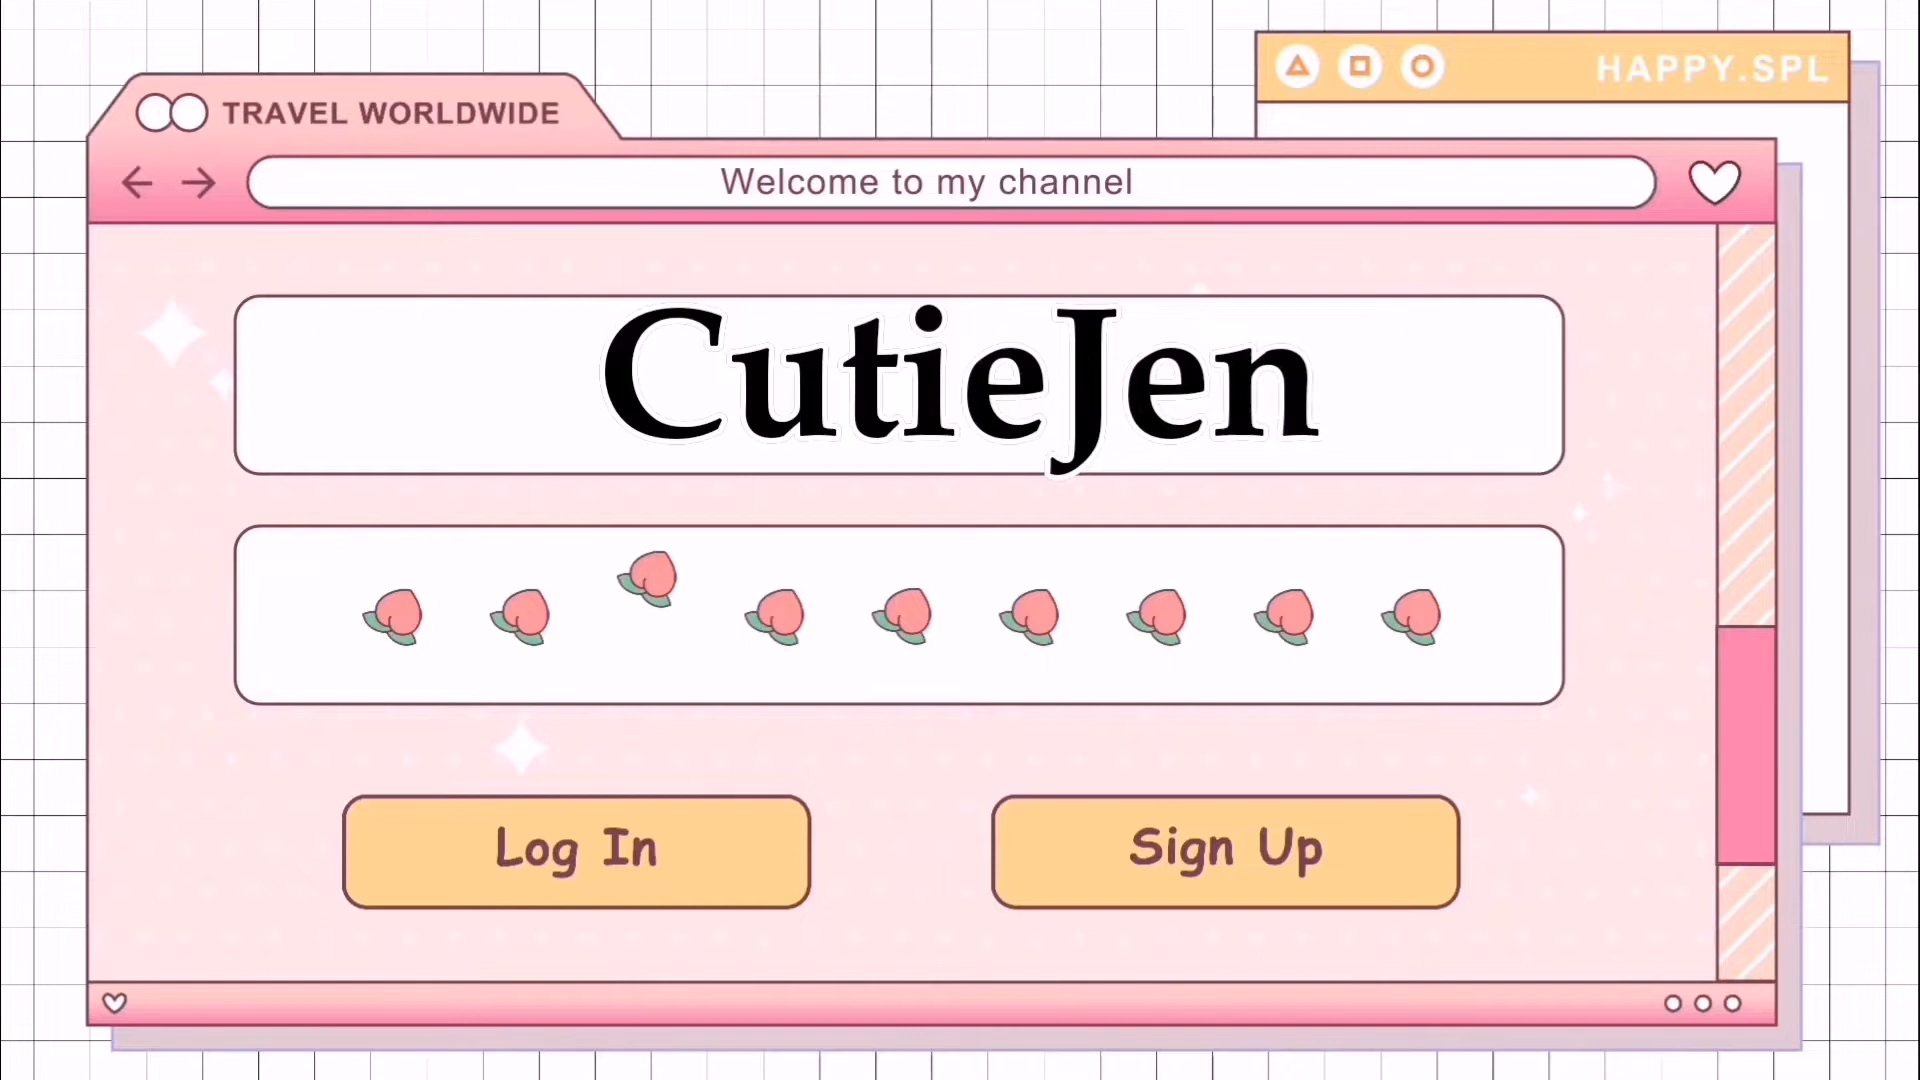 HAPPY.SPL
TRAVEL WORLDWIDE
Welcome to my channel
CutieJen
Log In
Sign Up